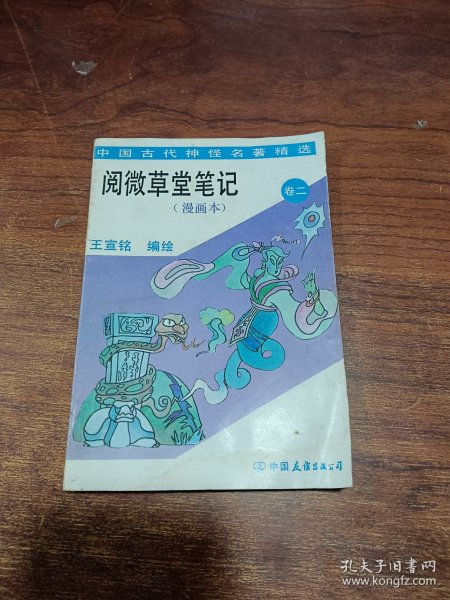 中国古代神怪名著精选
阅微草堂笔记
（漫画本）
卷二
王宣铭 编绘
中国友谊出版公司
孔夫子旧书网
www.kongfz.com